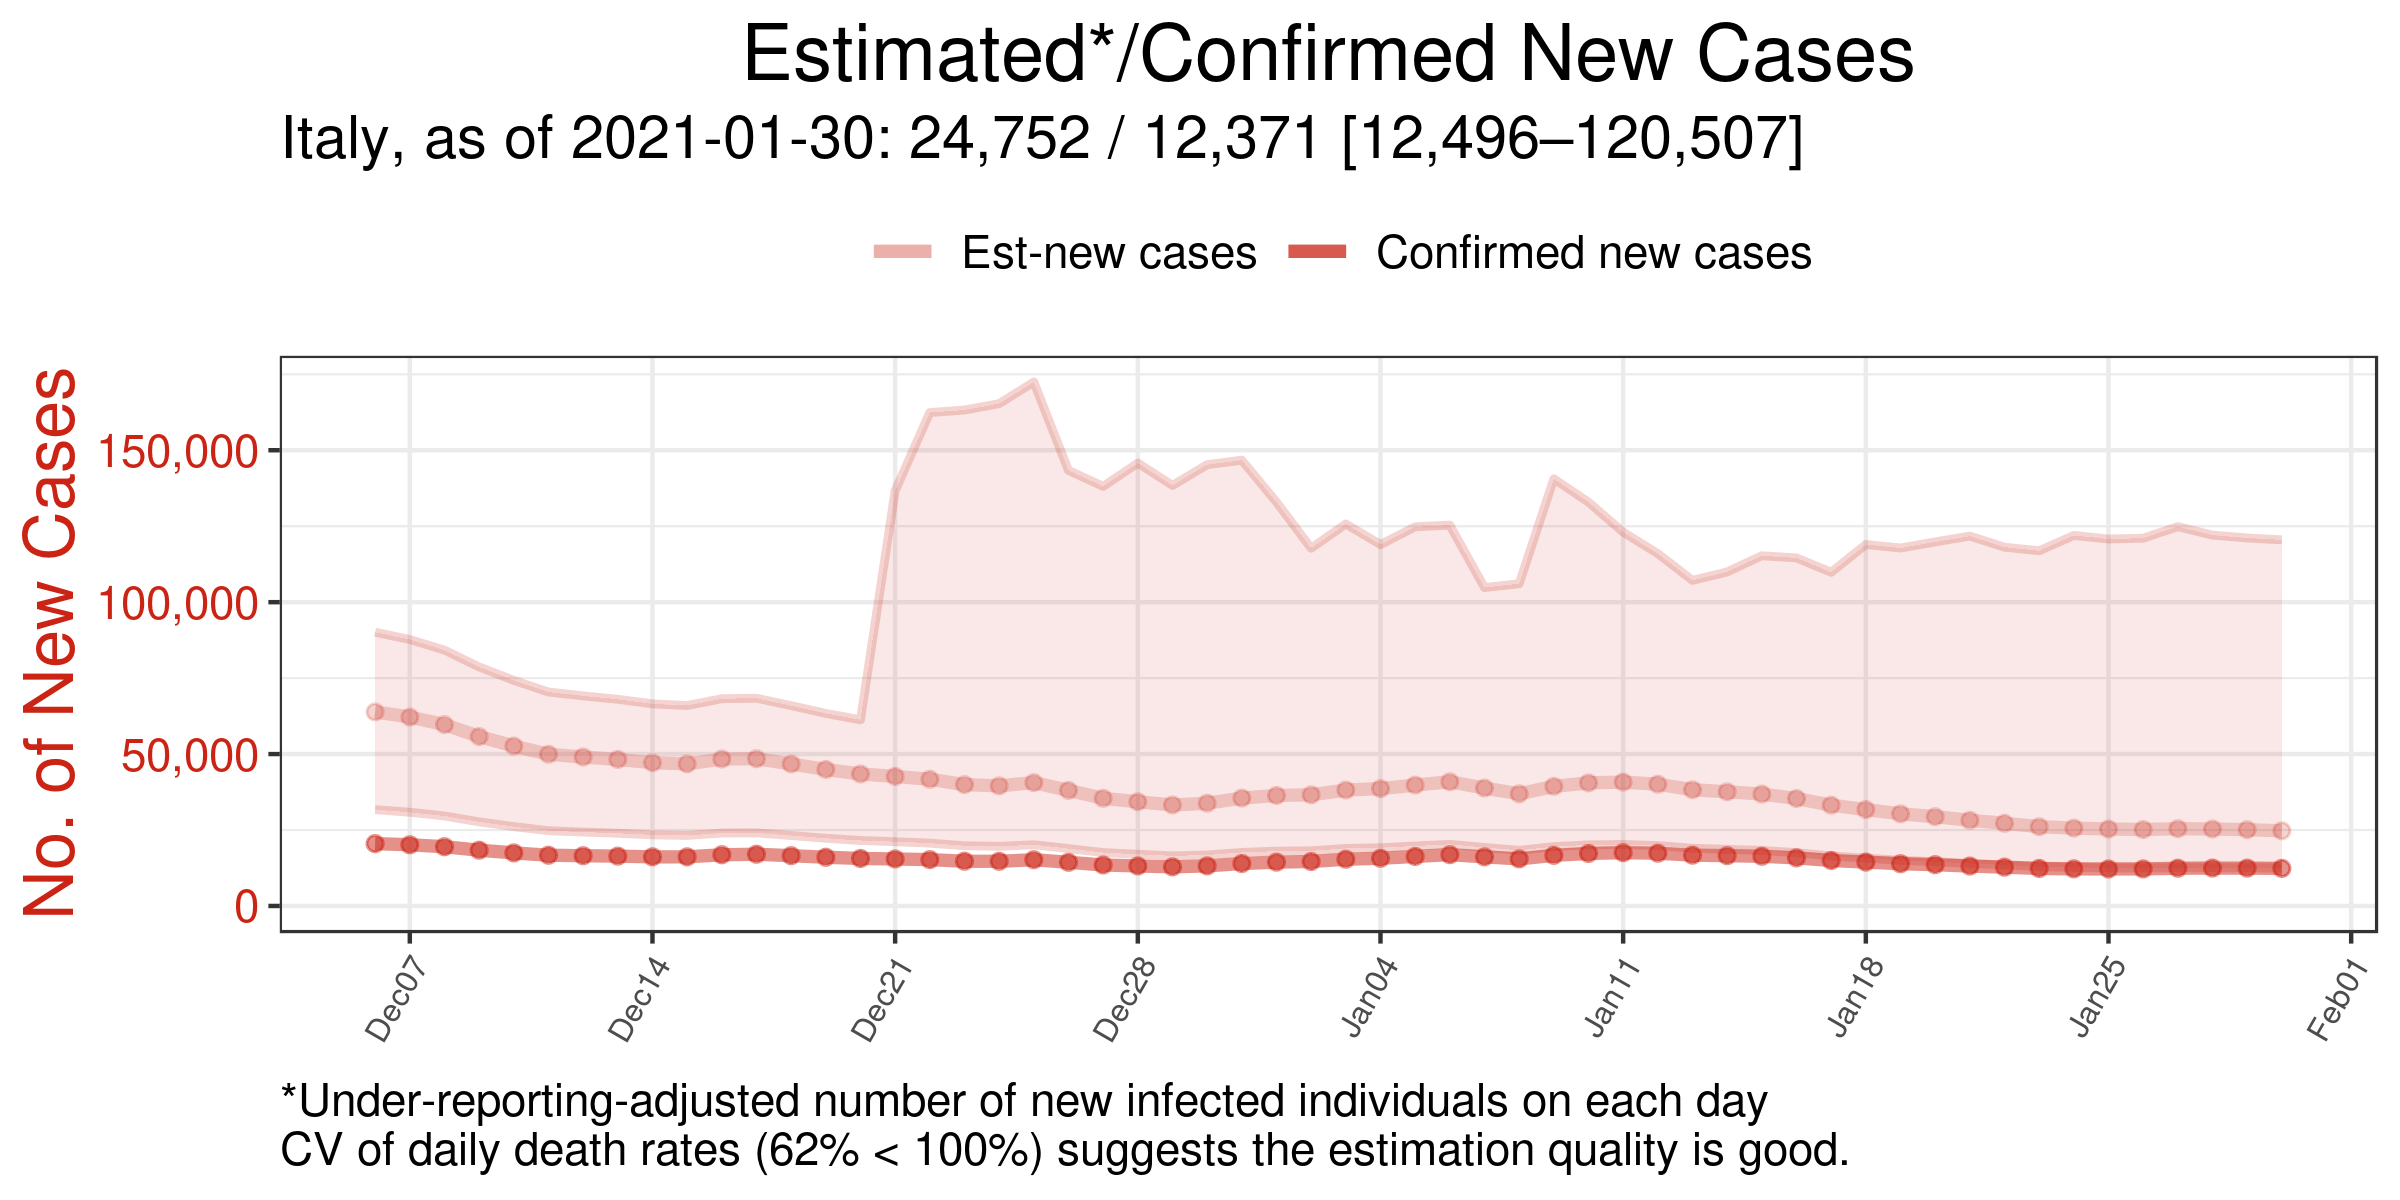 Estimated*/Confirmed New Cases
Italy, as of 2021-01-30: 24,752 / 12,371 [12,496–120,507]
Est-new cases
Confirmed new cases
No. of New Cases
150,000
100,000
50,000
0
Dec07
Dec14
Dec21
Dec28
Jan04
Jan11
Jan18
Jan25
Feb01
*Under-reporting-adjusted number of new infected individuals on each day
CV of daily death rates (62% < 100%) suggests the estimation quality is good.